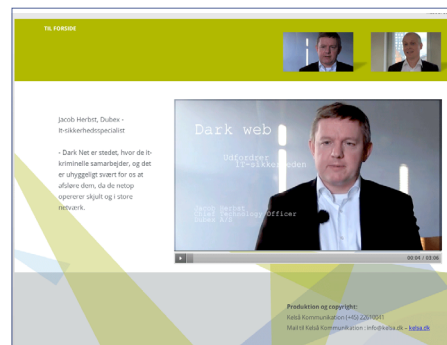 TIL FORSIDE
Jacob Herbst, Dubex -
It-sikkerhedsspecialist
- Dark Net er stedet, hvor de it-
kriminelle samarbejder, og det
er uhyggeligt svært for os at
afsløre dem, da de netop
opererer skjult og i store
netværk.
Dark web
Udfordrer
IT-sikkerheden
Jacob Herbst
Chief Technology Officer
Dubex A/S
00:04 / 03:06
Produktion og copyright:
Kelså Kommunikation (+45) 22610041
Mail til Kelså Kommunikation : info@kelsa.dk – kelsa.dk